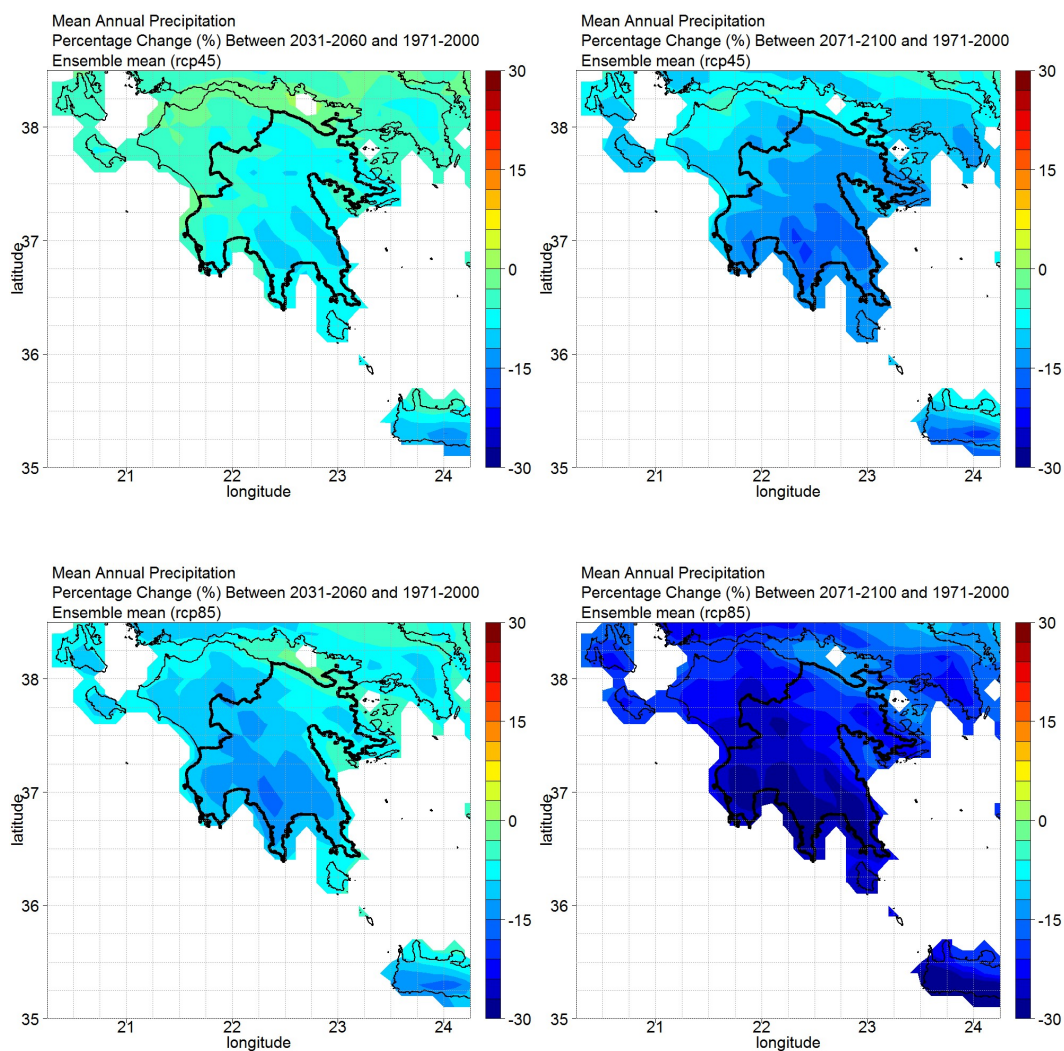 Mean Annual Precipitation
Percentage Change (%) Between 2031-2060 and 1971-2000
Ensemble mean (rcp45)
30
15
0
-15
-30
38
37
36
35
latitude
21
22
23
24
longitude
Mean Annual Precipitation
Percentage Change (%) Between 2071-2100 and 1971-2000
Ensemble mean (rcp45)
30
15
0
-15
-30
38
37
36
35
latitude
21
22
23
24
longitude
Mean Annual Precipitation
Percentage Change (%) Between 2031-2060 and 1971-2000
Ensemble mean (rcp85)
30
15
0
-15
-30
38
37
36
35
latitude
21
22
23
24
longitude
Mean Annual Precipitation
Percentage Change (%) Between 2071-2100 and 1971-2000
Ensemble mean (rcp85)
30
15
0
-15
-30
38
37
36
35
latitude
21
22
23
24
longitude